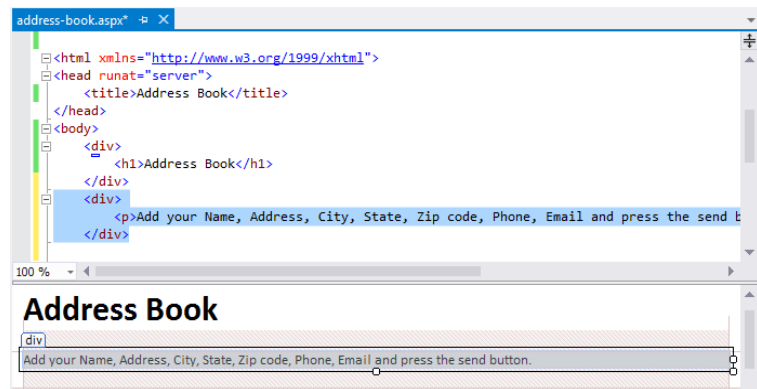 address-book.aspx*
<html xmlns="http://www.w3.org/1999/xhtml">
<head runat="server">
<title>Address Book</title>
</head>
<body>
<div>
<h1>Address Book</h1>
</div>
<div>
<p>Add your Name, Address, City, State, Zip code, Phone, Email and press the send b
</div>
100 %
Address Book
div
Add your Name, Address, City, State, Zip code, Phone, Email and press the send button.